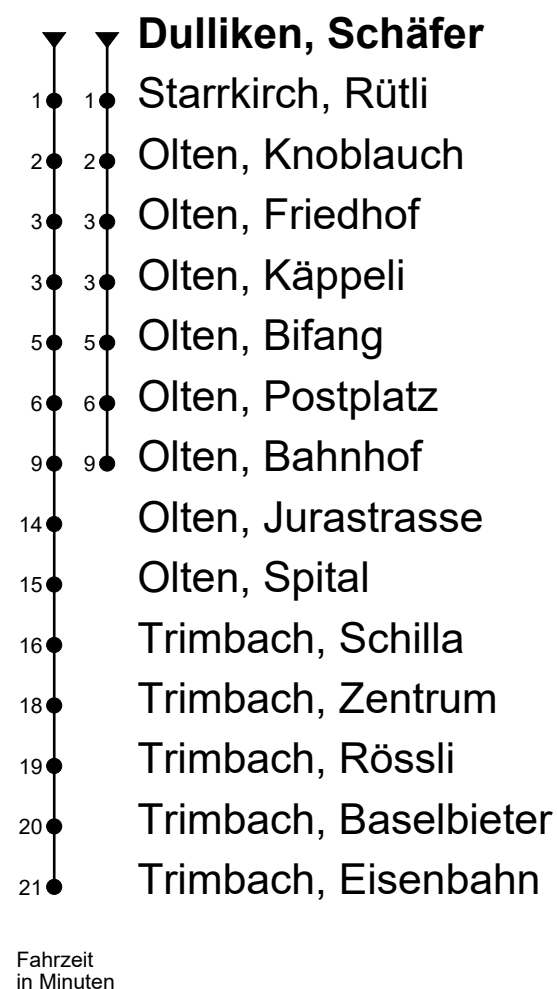 Dulliken, Schäfer
1 1 Starrkirch, Rütli
2 2 Olten, Knoblauch
3 3 Olten, Friedhof
3 3 Olten, Käppeli
5 5 Olten, Bifang
6 6 Olten, Postplatz
9 9 Olten, Bahnhof
14 Olten, Jurastrasse
15 Olten, Spital
16 Trimbach, Schilla
18 Trimbach, Zentrum
19 Trimbach, Rössli
20 Trimbach, Baselbieter
21 Trimbach, Eisenbahn
Fahrzeit
in Minuten